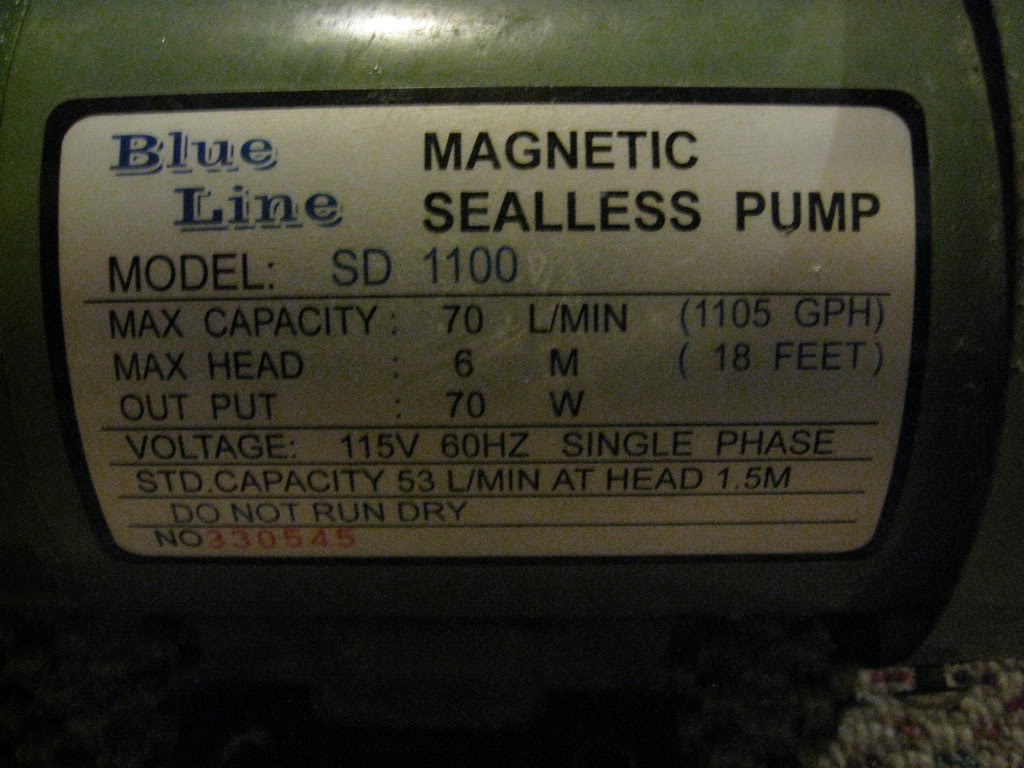 Blue Line
MAGNETIC
SEALLESS PUMP
MODEL: SD 1100
MAX CAPACITY : 70 L/MIN (1105 GPH)
MAX HEAD : 6 M ( 18 FEET )
OUT PUT : 70 W
VOLTAGE: 115V 60HZ SINGLE PHASE
STD.CAPACITY 53 L/MIN AT HEAD 1.5M
DO NOT RUN DRY
NO 330545